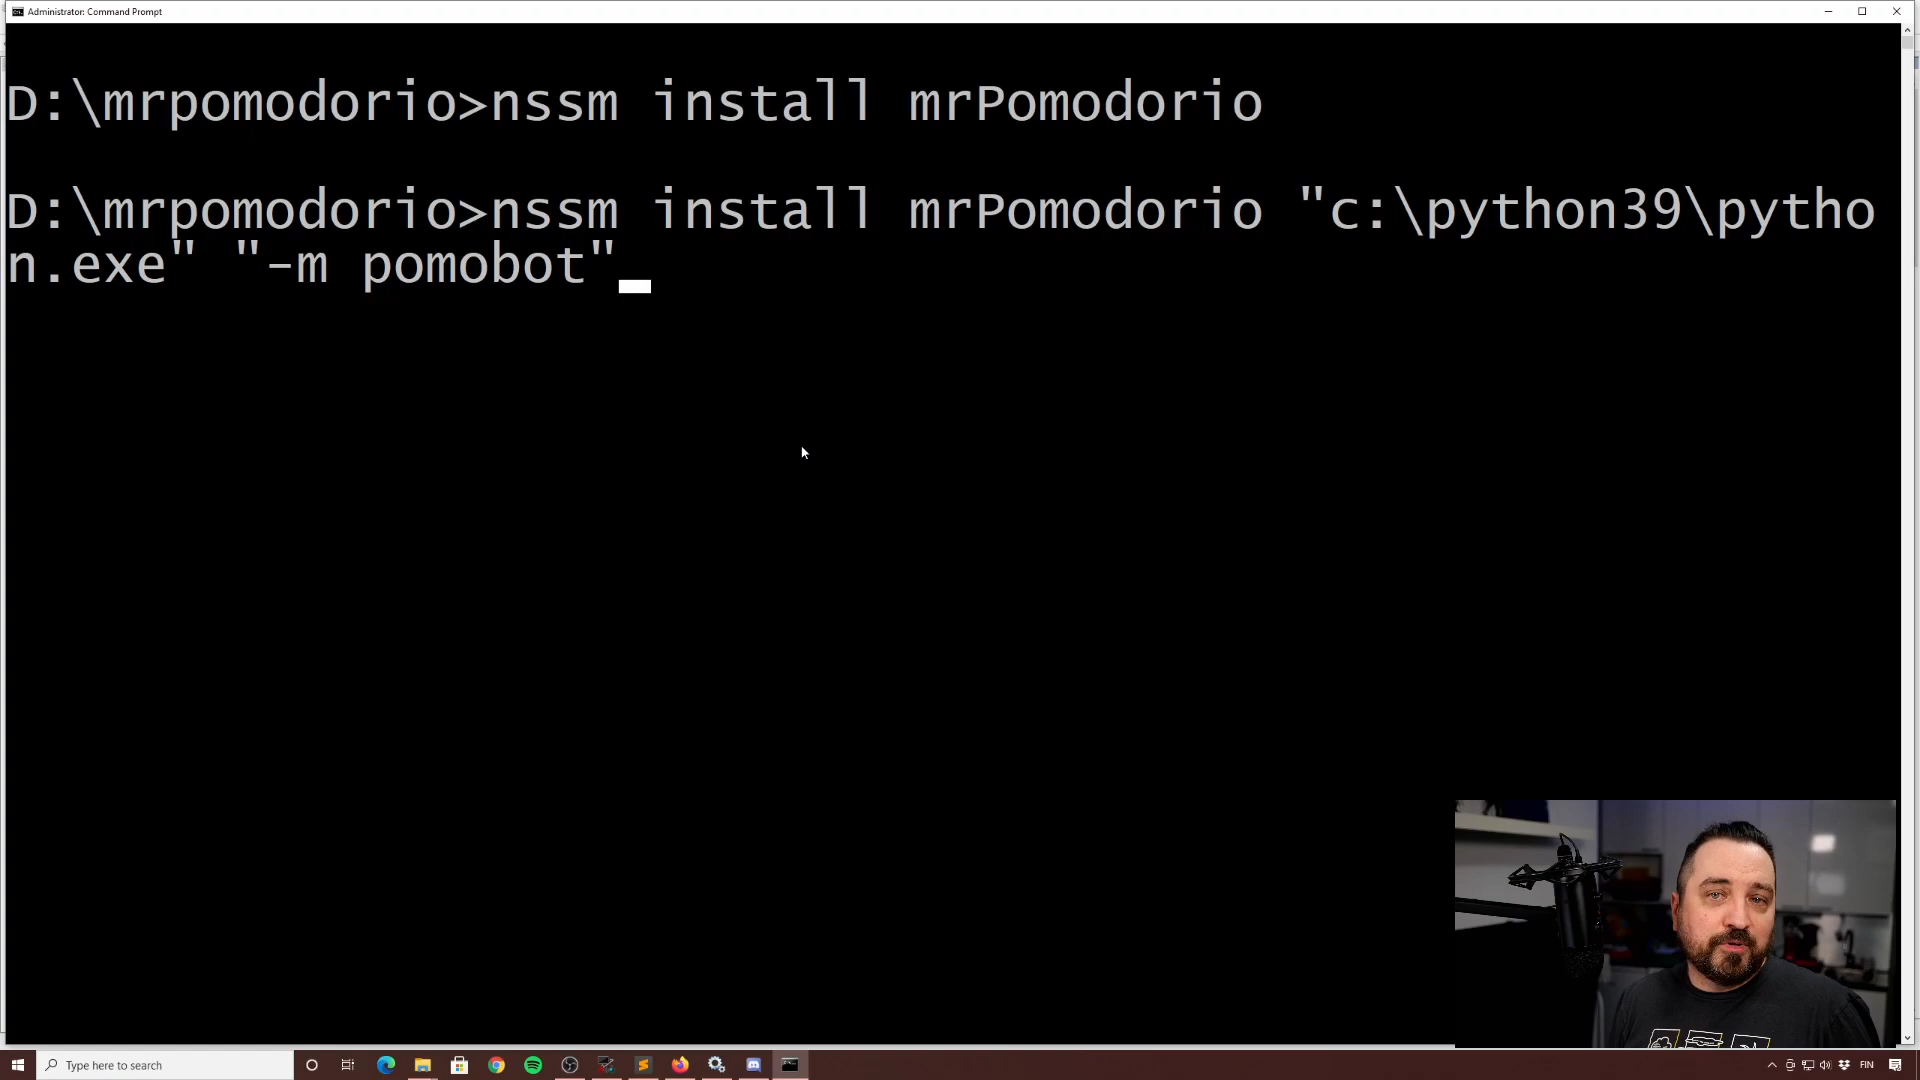 Administrator: Command Prompt
D:\mrpomodorio>nssm install mrPomodorio
D:\mrpomodorio>nssm install mrPomodorio "c:\python39\pytho
n.exe" "-m pomobot"
Type here to search
FIN